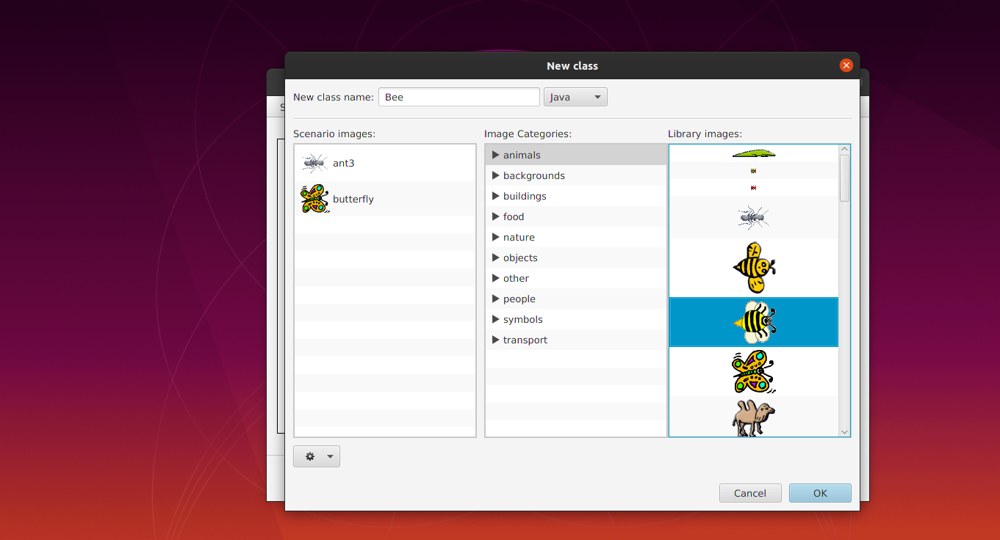 New class
New class name: Bee Java
Scenario images:
Image Categories:
Library images:
ant3
butterfly
animals
backgrounds
buildings
food
nature
objects
other
people
symbols
transport
Cancel
OK